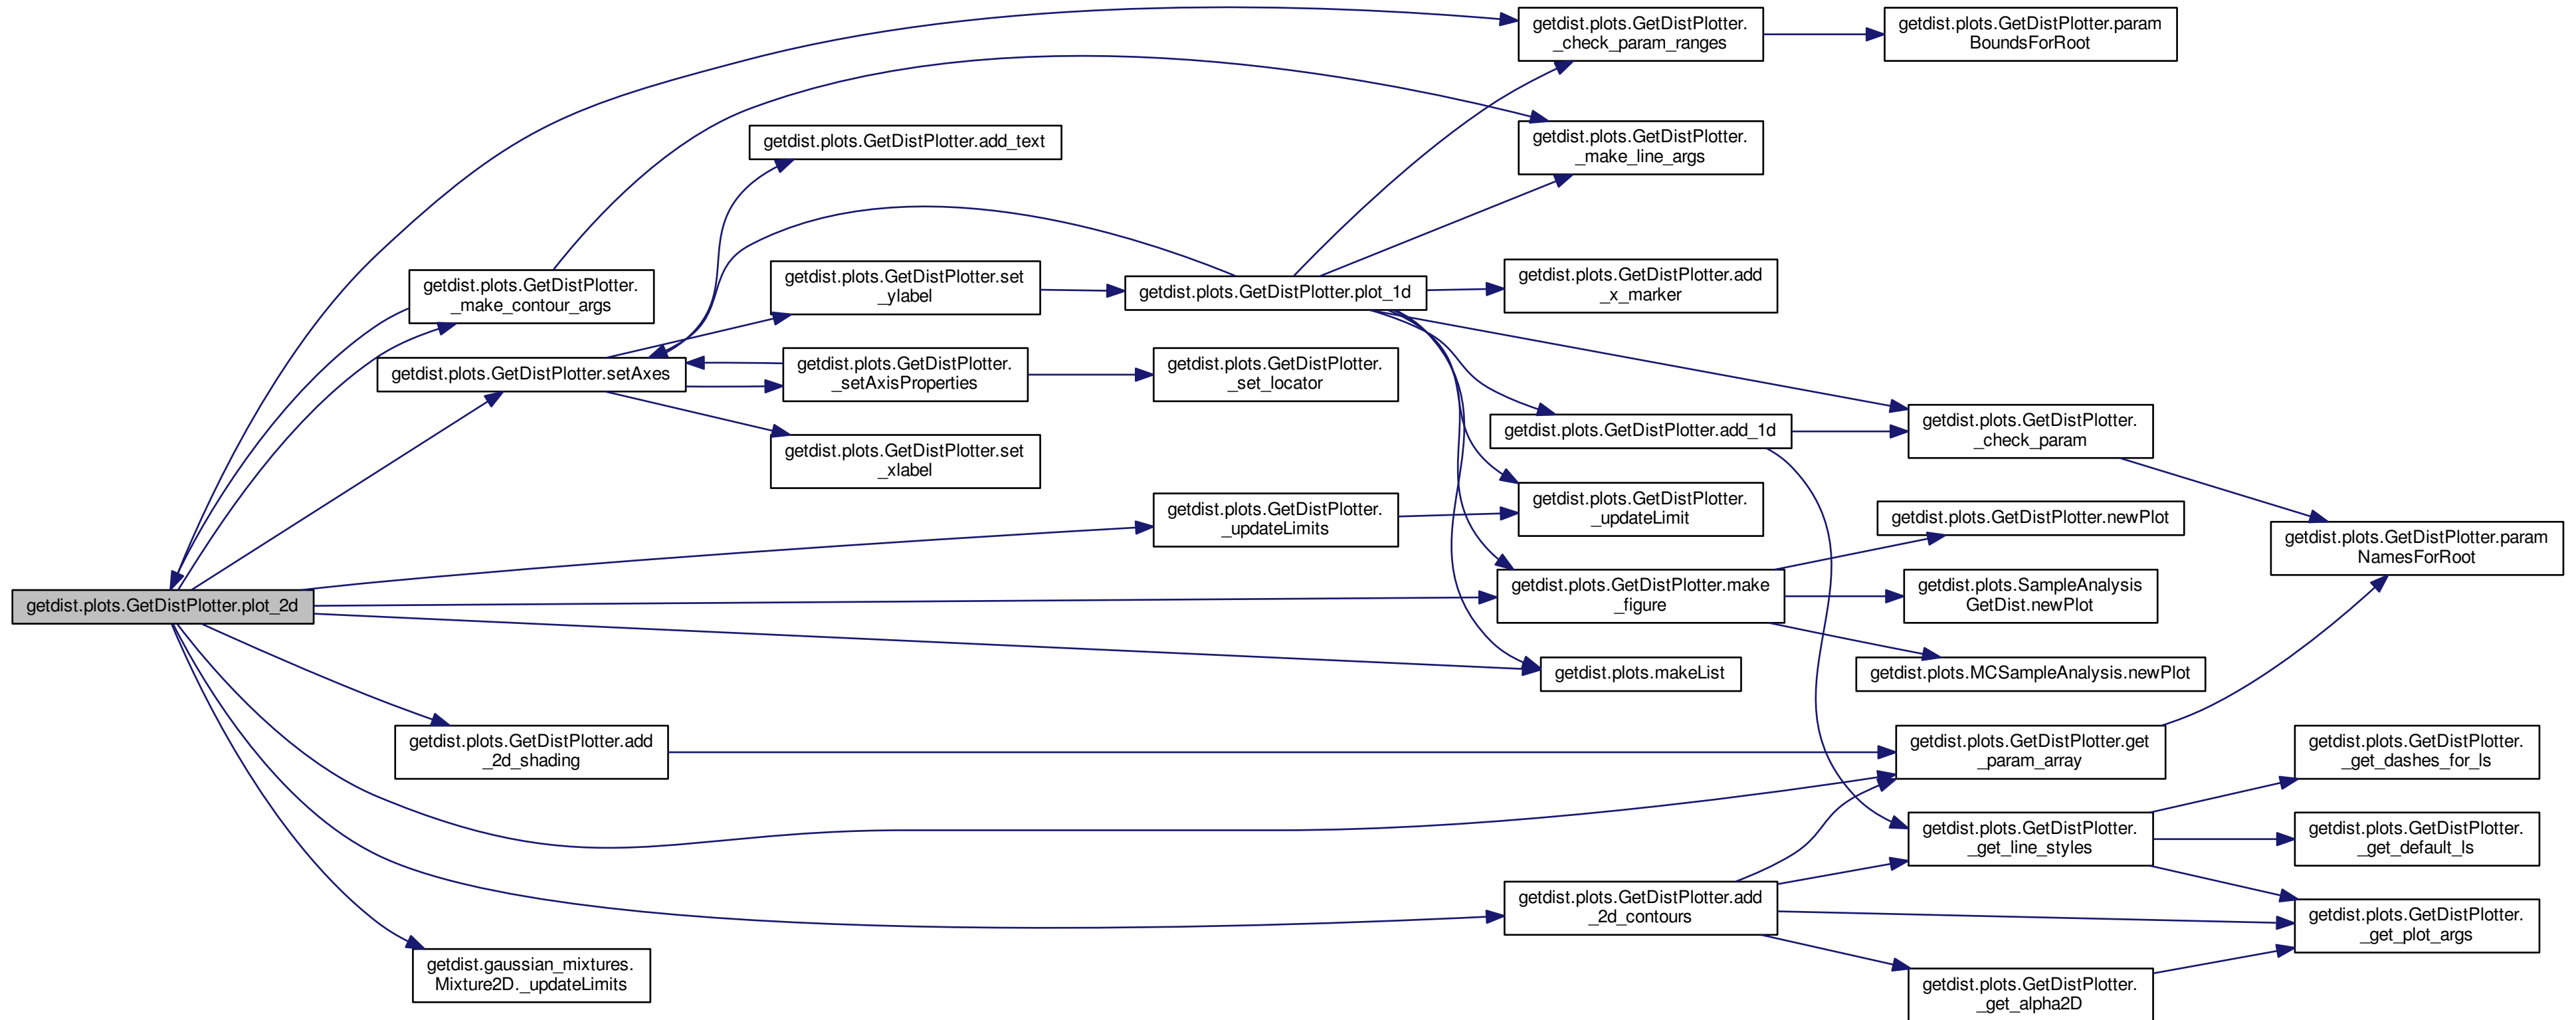 getdist.plots.GetDistPlotter.
_check_param_ranges
getdist.plots.GetDistPlotter.param
BoundsForRoot
getdist.plots.GetDistPlotter.add_text
getdist.plots.GetDistPlotter.
_make_line_args
getdist.plots.GetDistPlotter.
_make_contour_args
getdist.plots.GetDistPlotter.set
_ylabel
getdist.plots.GetDistPlotter.plot_1d
getdist.plots.GetDistPlotter.add
_x_marker
getdist.plots.GetDistPlotter.setAxes
getdist.plots.GetDistPlotter.
_setAxisProperties
getdist.plots.GetDistPlotter.
_set_locator
getdist.plots.GetDistPlotter.set
_xlabel
getdist.plots.GetDistPlotter.add_1d
getdist.plots.GetDistPlotter.
_check_param
getdist.plots.GetDistPlotter.
_updateLimits
getdist.plots.GetDistPlotter.
_updateLimit
getdist.plots.GetDistPlotter.newPlot
getdist.plots.GetDistPlotter.param
NamesForRoot
getdist.plots.GetDistPlotter.plot_2d
getdist.plots.GetDistPlotter.make
_figure
getdist.plots.SampleAnalysis
GetDist.newPlot
getdist.plots.makeList
getdist.plots.MCSampleAnalysis.newPlot
getdist.plots.GetDistPlotter.add
_2d_shading
getdist.plots.GetDistPlotter.get
_param_array
getdist.plots.GetDistPlotter.
_get_dashes_for_ls
getdist.plots.GetDistPlotter.
_get_line_styles
getdist.plots.GetDistPlotter.
_get_default_ls
getdist.plots.GetDistPlotter.add
_2d_contours
getdist.plots.GetDistPlotter.
_get_plot_args
getdist.gaussian_mixtures.
Mixture2D._updateLimits
getdist.plots.GetDistPlotter.
_get_alpha2D